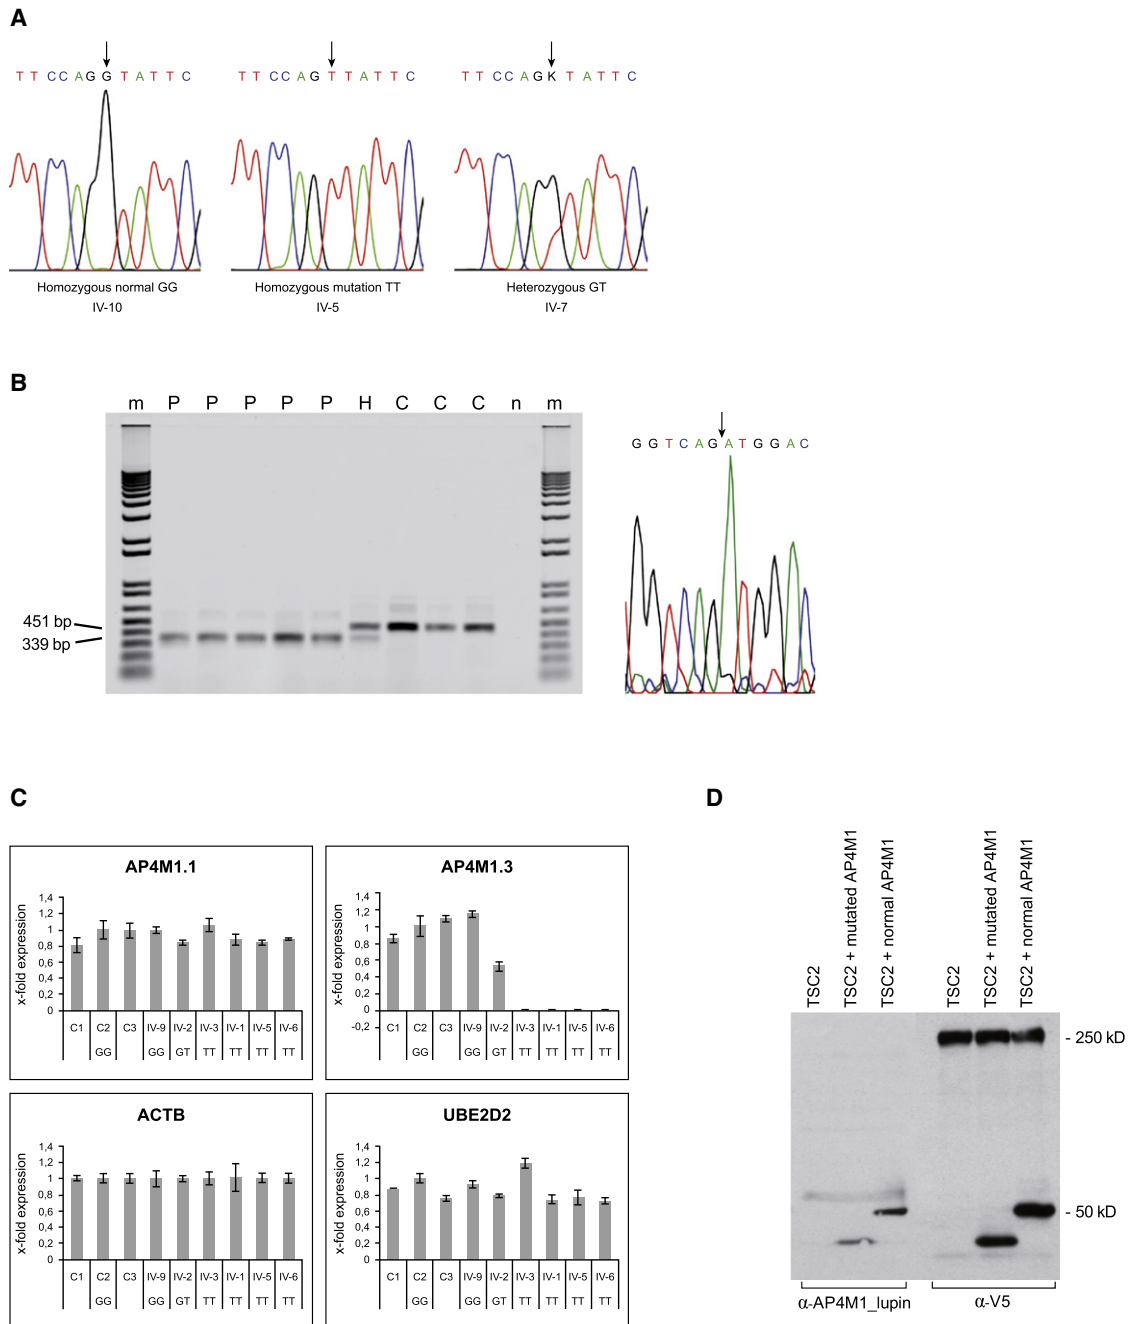 A
T T C C A G G T A T T C
T T C C A G T T A T T C
T T C C A G K T A T T C
Homozygous normal GG
IV-10
Homozygous mutation TT
IV-5
Heterozygous GT
IV-7
B
m P P P P P H C C C n m
451 bp
339 bp
G G T C A G A T G G A C
C
AP4M1.1
x-fold expression
1,4
1,2
1
0,8
0,6
0,4
0,2
0
C1 C2 C3 IV-9 IV-2 IV-3 IV-1 IV-5 IV-6
GG GG GT TT TT TT TT
AP4M1.3
x-fold expression
1,4
1,2
1
0,8
0,6
0,4
0,2
0
-0,2
C1 C2 C3 IV-9 IV-2 IV-3 IV-1 IV-5 IV-6
GG GG GT TT TT TT TT
ACTB
x-fold expression
1,4
1,2
1
0,8
0,6
0,4
0,2
0
C1 C2 C3 IV-9 IV-2 IV-3 IV-1 IV-5 IV-6
GG GG GT TT TT TT TT
UBE2D2
x-fold expression
1,4
1,2
1
0,8
0,6
0,4
0,2
0
C1 C2 C3 IV-9 IV-2 IV-3 IV-1 IV-5 IV-6
GG GG GT TT TT TT TT
D
TSC2
TSC2 + mutated AP4M1
TSC2 + normal AP4M1
TSC2
TSC2 + mutated AP4M1
TSC2 + normal AP4M1
- 250 kD
- 50 kD
α-AP4M1_lupin
α-V5